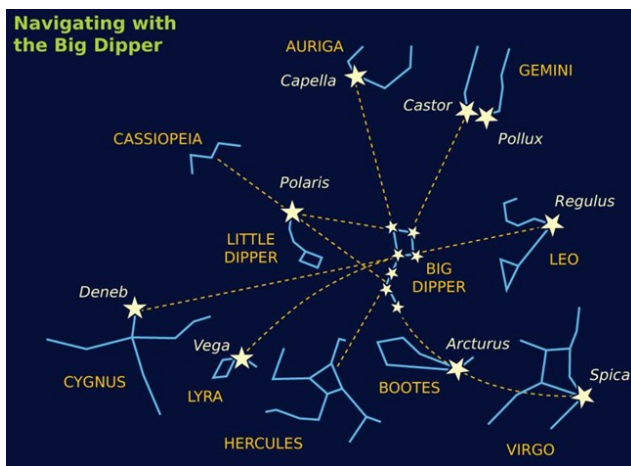 Navigating with
the Big Dipper
AURIGA
Capella
GEMINI
Castor
Pollux
CASSIOPEIA
Polaris
Regulus
LITTLE
DIPPER
BIG
DIPPER
LEO
Deneb
Vega
Arcturus
CYGNUS
LYRA
BOOTES
Spica
HERCULES
VIRGO